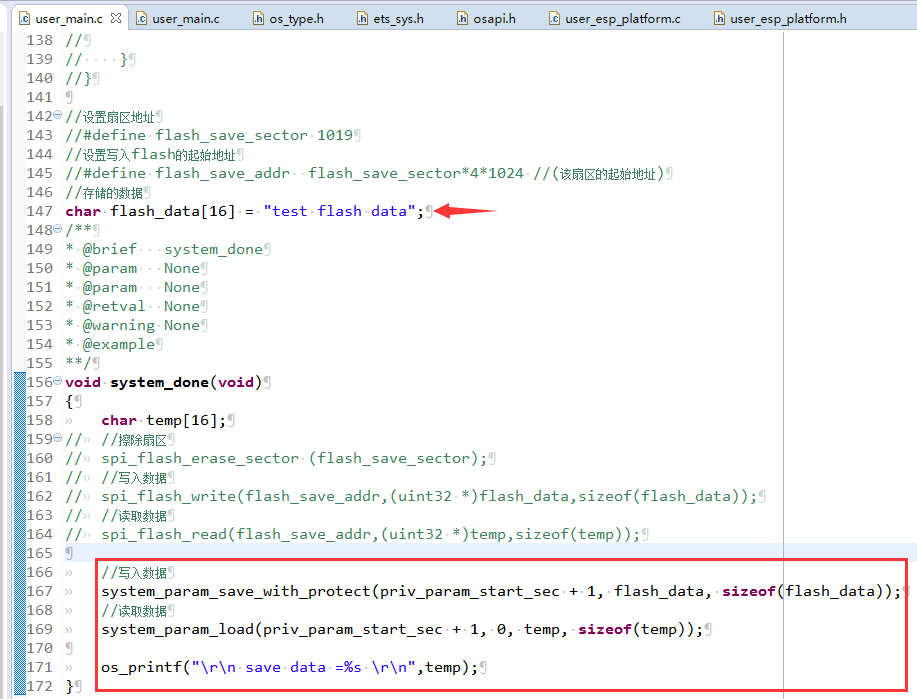 user_main.c user_main.c os_type.h ets_sys.h osapi.h user_esp_platform.c user_esp_platform.h
138 //
139 // }
140 //}
141
142 //设置扇区地址
143 //#define flash_save_sector 1019
144 //设置写入flash的起始地址
145 //#define flash_save_addr  flash_save_sector*4*1024 //(该扇区的起始地址)
146 //存储的数据
147 char flash_data[16] = "test flash data";
148 /**
149 * @brief   system_done
150 * @param   None
151 * @param   None
152 * @retval  None
153 * @warning None
154 * @example
155 **/
156 void system_done(void)
157 {
158 char temp[16];
159 // //擦除扇区
160 // spi_flash_erase_sector (flash_save_sector);
161 // //写入数据
162 // spi_flash_write(flash_save_addr,(uint32 *)flash_data,sizeof(flash_data));
163 // //读取数据
164 // spi_flash_read(flash_save_addr,(uint32 *)temp,sizeof(temp));
165
166 //写入数据
167 system_param_save_with_protect(priv_param_start_sec + 1, flash_data, sizeof(flash_data));
168 //读取数据
169 system_param_load(priv_param_start_sec + 1, 0, temp, sizeof(temp));
170
171 os_printf("\r\n save data =%s \r\n",temp);
172 }